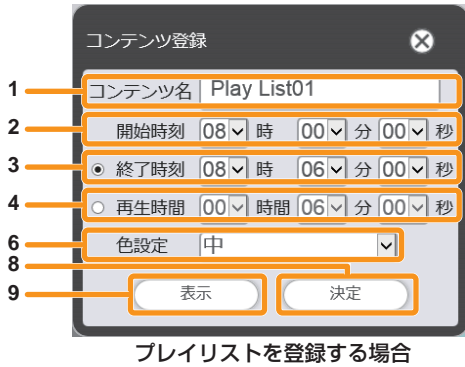 コンテンツ登録
1 コンテンツ名 Play List01
2 開始時刻 08 時 00 分 00 秒
3 終了時刻 08 時 06 分 00 秒
4 再生時間 00 時間 06 分 00 秒
6 色設定 中
8
9 表示 決定
プレイリストを登録する場合